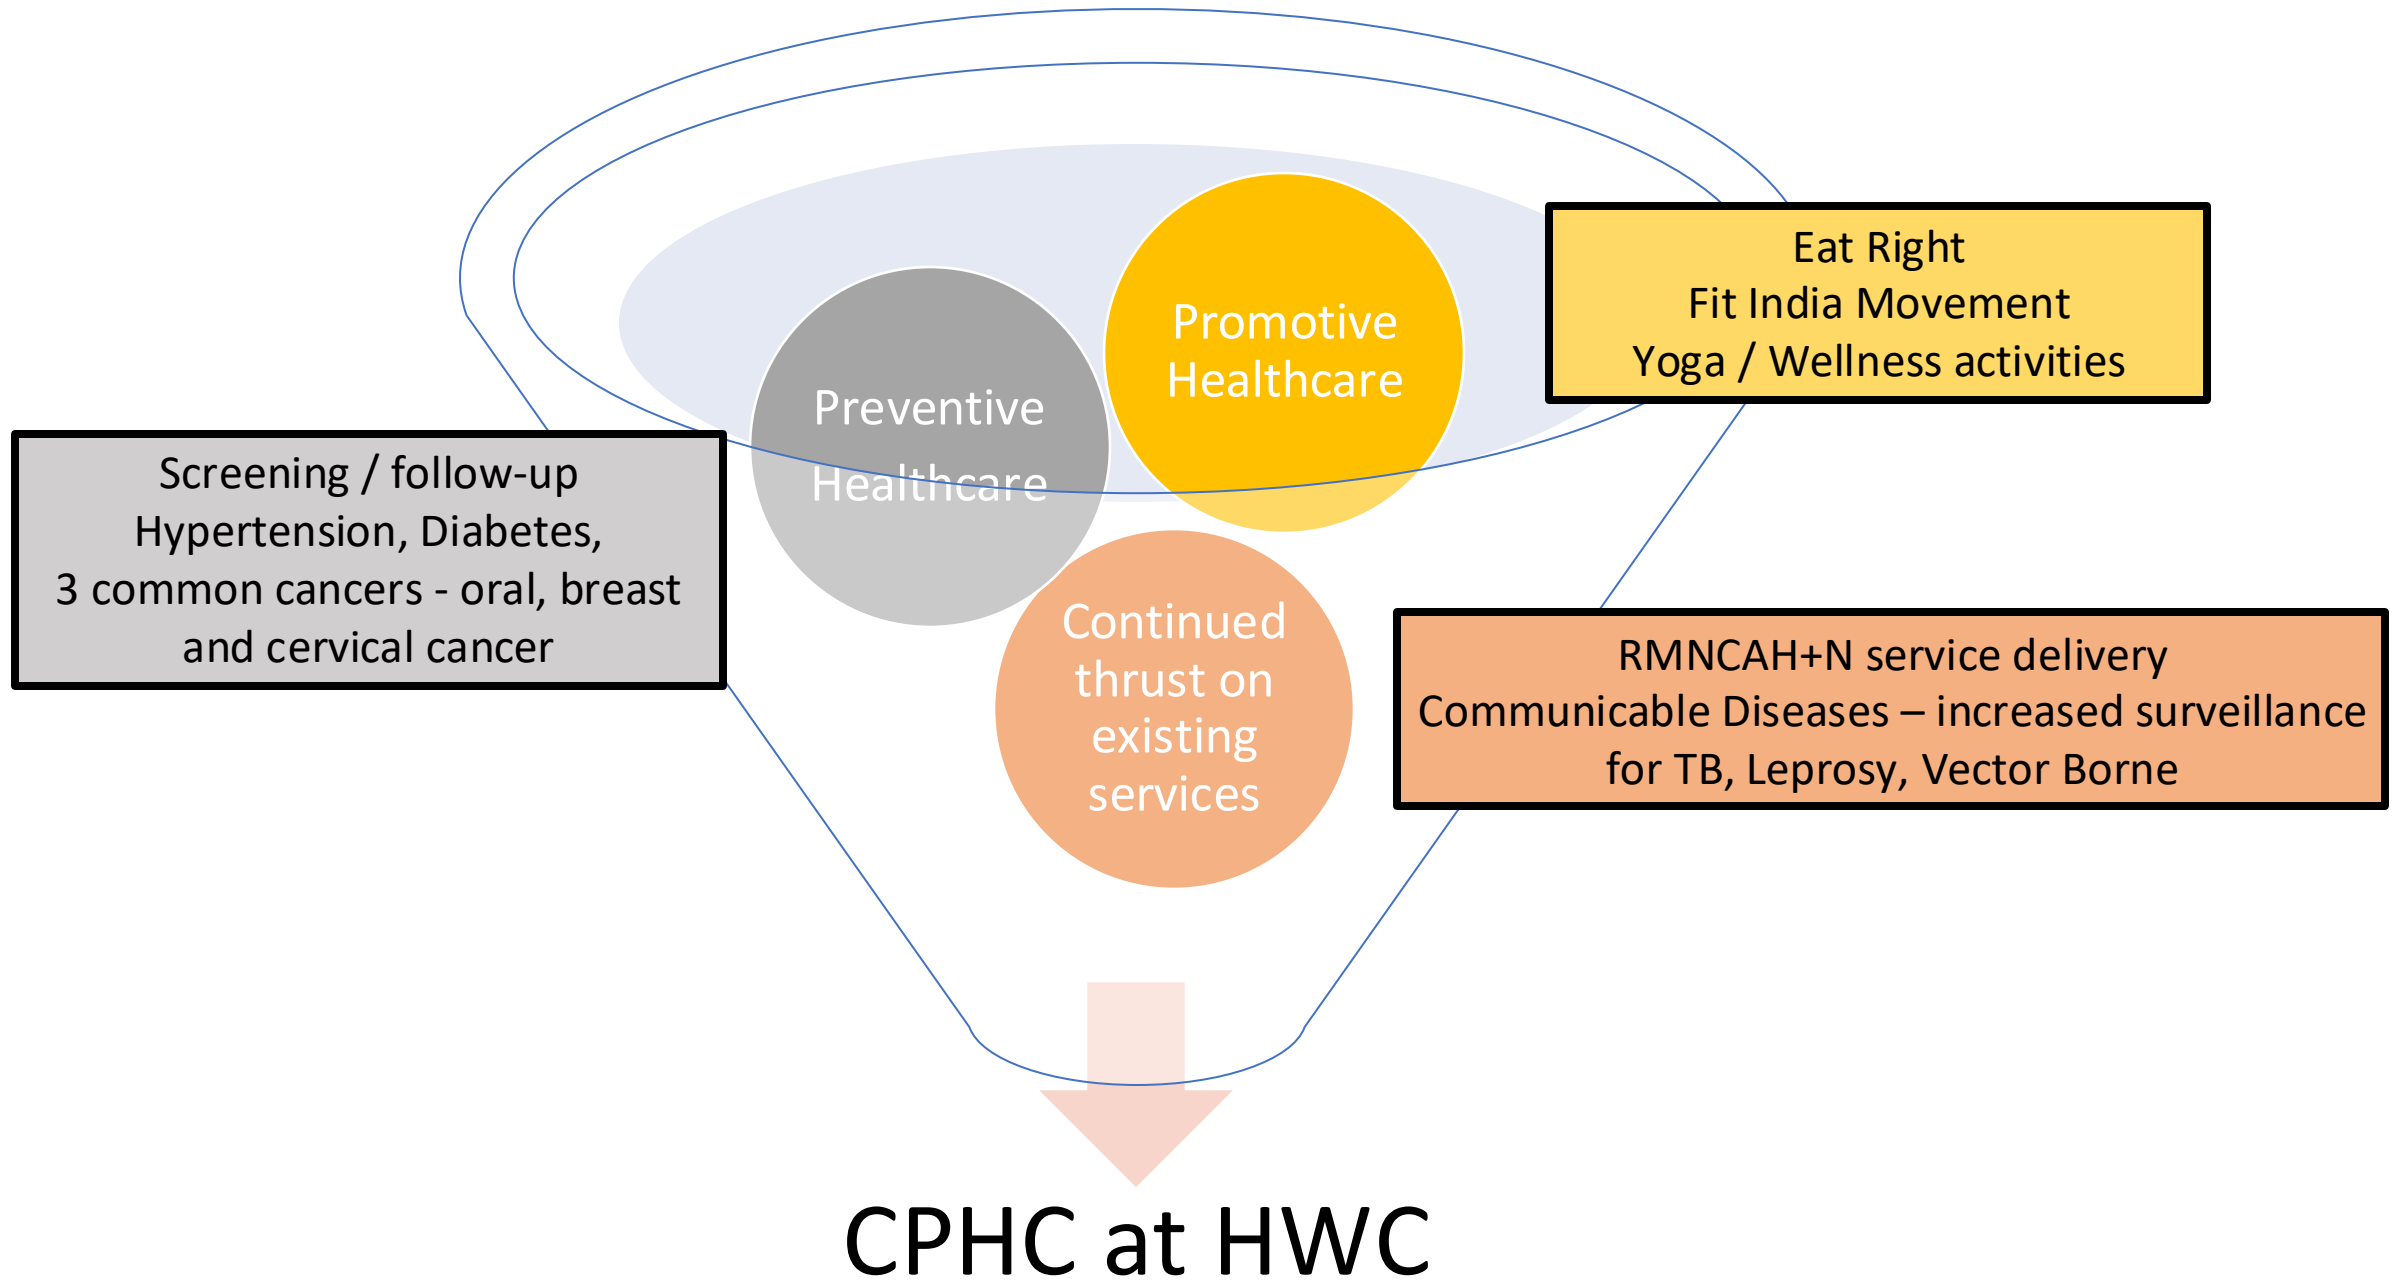 Promotive
Healthcare
Eat Right
Fit India Movement
Yoga / Wellness activities
Preventive
Healthcare
Screening / follow-up
Hypertension, Diabetes,
3 common cancers - oral, breast
and cervical cancer
Continued
thrust on
existing
services
RMNCAH+N service delivery
Communicable Diseases – increased surveillance
for TB, Leprosy, Vector Borne
CPHC at HWC